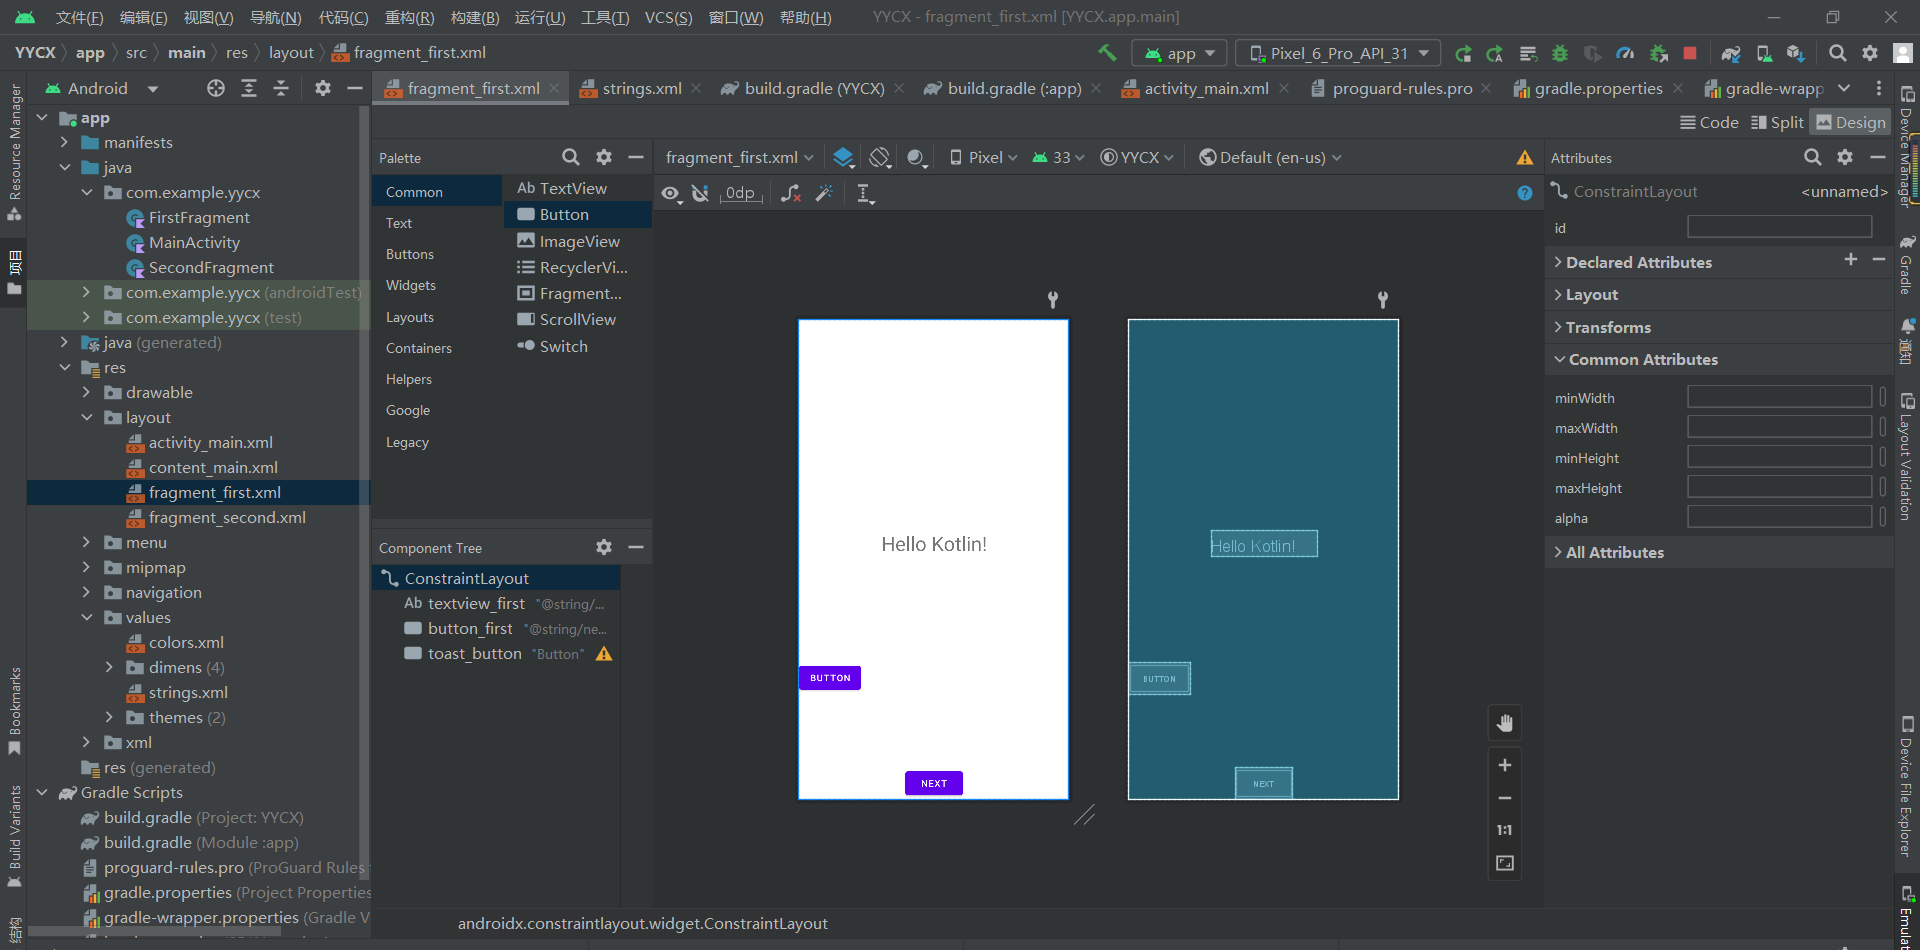 文件(F) 编辑(E) 视图(V) 导航(N) 代码(C) 重构(R) 构建(B) 运行(U) 工具(T) VCS(S) 窗口(W) 帮助(H) YYCX - fragment_first.xml [YYCX.app.main]
YYCX app src main res layout fragment_first.xml app Pixel_6_Pro_API_31
Android fragment_first.xml strings.xml build.gradle (YYCX) build.gradle (:app) activity_main.xml proguard-rules.pro gradle.properties gradle-wrapp
Code Split Design
Resource Manager
项目
Bookmarks
Build Variants
结构
app
manifests
java
com.example.yycx
FirstFragment
MainActivity
SecondFragment
com.example.yycx (androidTest)
com.example.yycx (test)
java (generated)
res
drawable
layout
activity_main.xml
content_main.xml
fragment_first.xml
fragment_second.xml
menu
mipmap
navigation
values
colors.xml
dimens (4)
strings.xml
themes (2)
xml
res (generated)
Gradle Scripts
build.gradle (Project: YYCX)
build.gradle (Module :app)
proguard-rules.pro (ProGuard Rules
gradle.properties (Project Properties
gradle-wrapper.properties (Gradle V
Palette
Common
Text
Buttons
Widgets
Layouts
Containers
Helpers
Google
Legacy
Ab TextView
Button
ImageView
RecyclerVi...
Fragment...
ScrollView
Switch
Component Tree
ConstraintLayout
Ab textview_first "@string/...
button_first "@string/ne...
toast_button "Button"
fragment_first.xml Pixel 33 YYCX Default (en-us)
0dp
?
Hello Kotlin!
BUTTON
NEXT
Hello Kotlin!
BUTTON
NEXT
1:1
androidx.constraintlayout.widget.ConstraintLayout
Attributes
ConstraintLayout <unnamed>
id
Declared Attributes
Layout
Transforms
Common Attributes
minWidth
maxWidth
minHeight
maxHeight
alpha
All Attributes
Device Manager
Gradle
通知
Layout Validation
Device File Explorer
Emulat